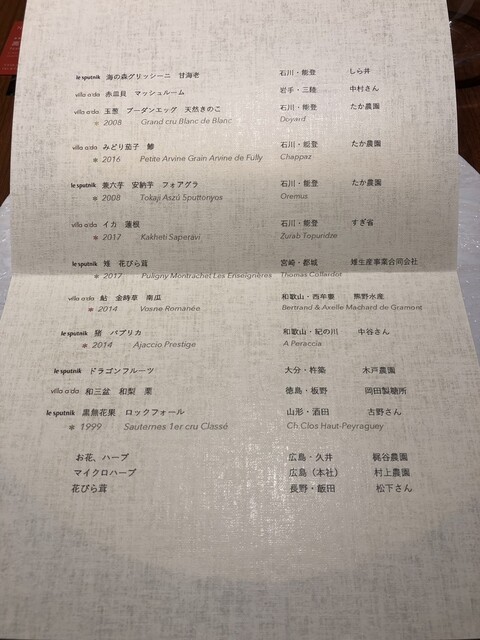 le sputnik 海の森グリッシーニ 甘海老 石川・能登 しら井
villa aida 赤皿貝 マッシュルーム 岩手・三陸 中村さん
villa aida 玉葱 ブーダンエッグ 天然きのこ 石川・能登 たか農園
* 2008 Grand cru Blanc de Blanc Doyard
villa aida みどり茄子 鯵 石川・能登 たか農園
* 2016 Petite Arvine Grain Arvine de Fully Chappaz
le sputnik 兼六芋 安納芋 フォアグラ 石川・能登 たか農園
* 2008 Tokaji Aszú 5puttonyos Oremus
villa aida イカ 蓮根 石川・能登 すぎ省
* 2017 Kakheti Saperavi Zurab Topuridze
le sputnik 雉 花びら茸 宮崎・都城 雉生産事業合同会社
* 2017 Puligny Montrachet Les Enseignères Thomas Collardot
villa aida 鮎 金時草 南瓜 和歌山・西牟婁 熊野水産
* 2014 Vosne Romanée Bertrand & Axelle Machard de Gramont
le sputnik 猪 パプリカ 和歌山・紀の川 中谷さん
* 2014 Ajaccio Prestige A Peraccia
le sputnik ドラゴンフルーツ 大分・杵築 木戸農園
villa aida 和三盆 和梨 栗 徳島・板野 岡田製糖所
le sputnik 黒無花果 ロックフォール 山形・酒田 古野さん
* 1999 Sauternes 1er cru Classé Ch.Clos Haut-Peyraguey
お花、ハーブ 広島・久井 梶谷農園
マイクロハーブ 広島（本社） 村上農園
花びら茸 長野・飯田 松下さん